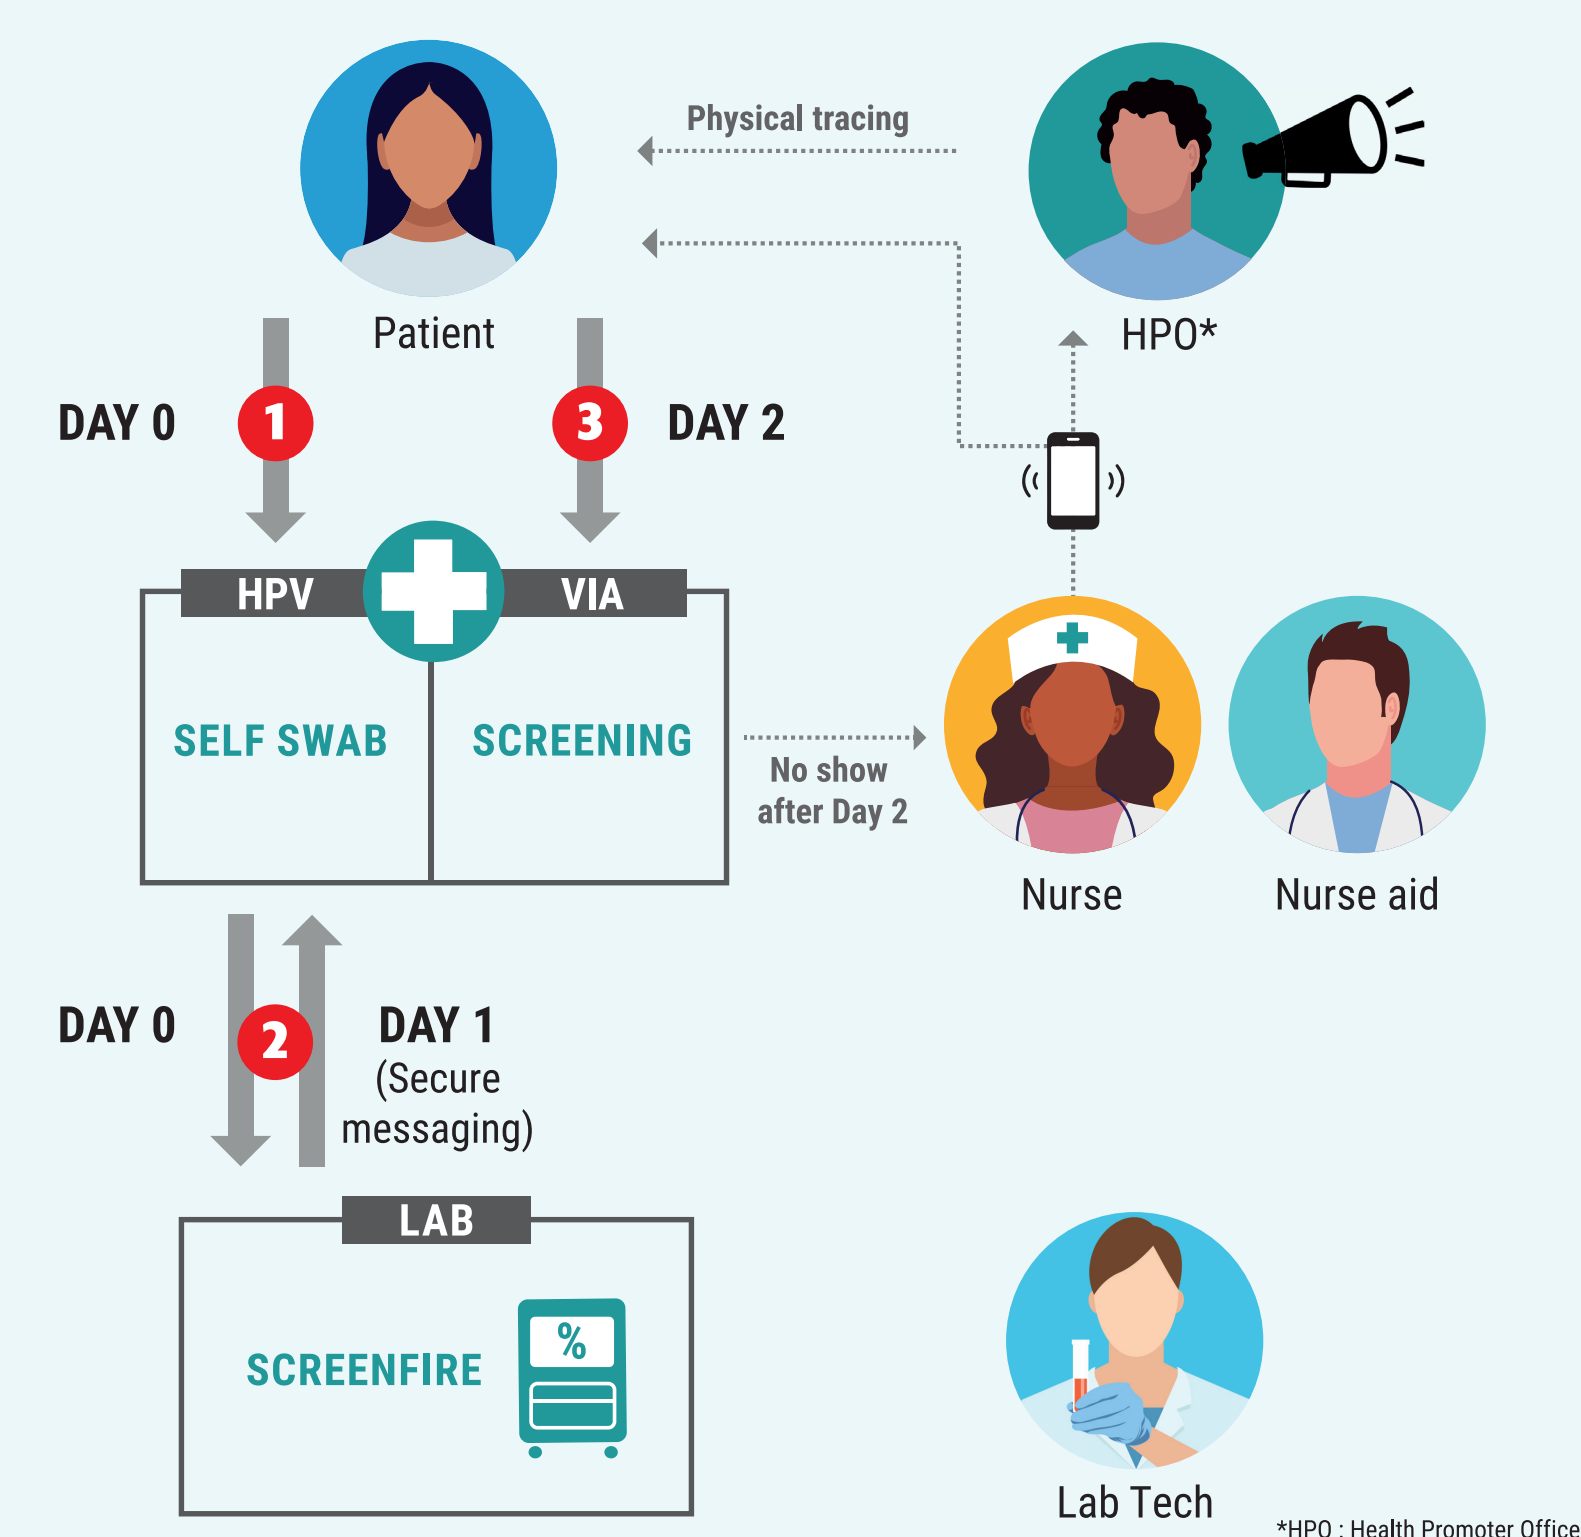 Physical tracing
Patient
HPO*
DAY 0
1
3
DAY 2
HPV
VIA
SELF SWAB
SCREENING
No show
after Day 2
Nurse
Nurse aid
DAY 0
2
DAY 1
(Secure
messaging)
LAB
SCREENFIRE
%
Lab Tech
*HPO : Health Promoter Office